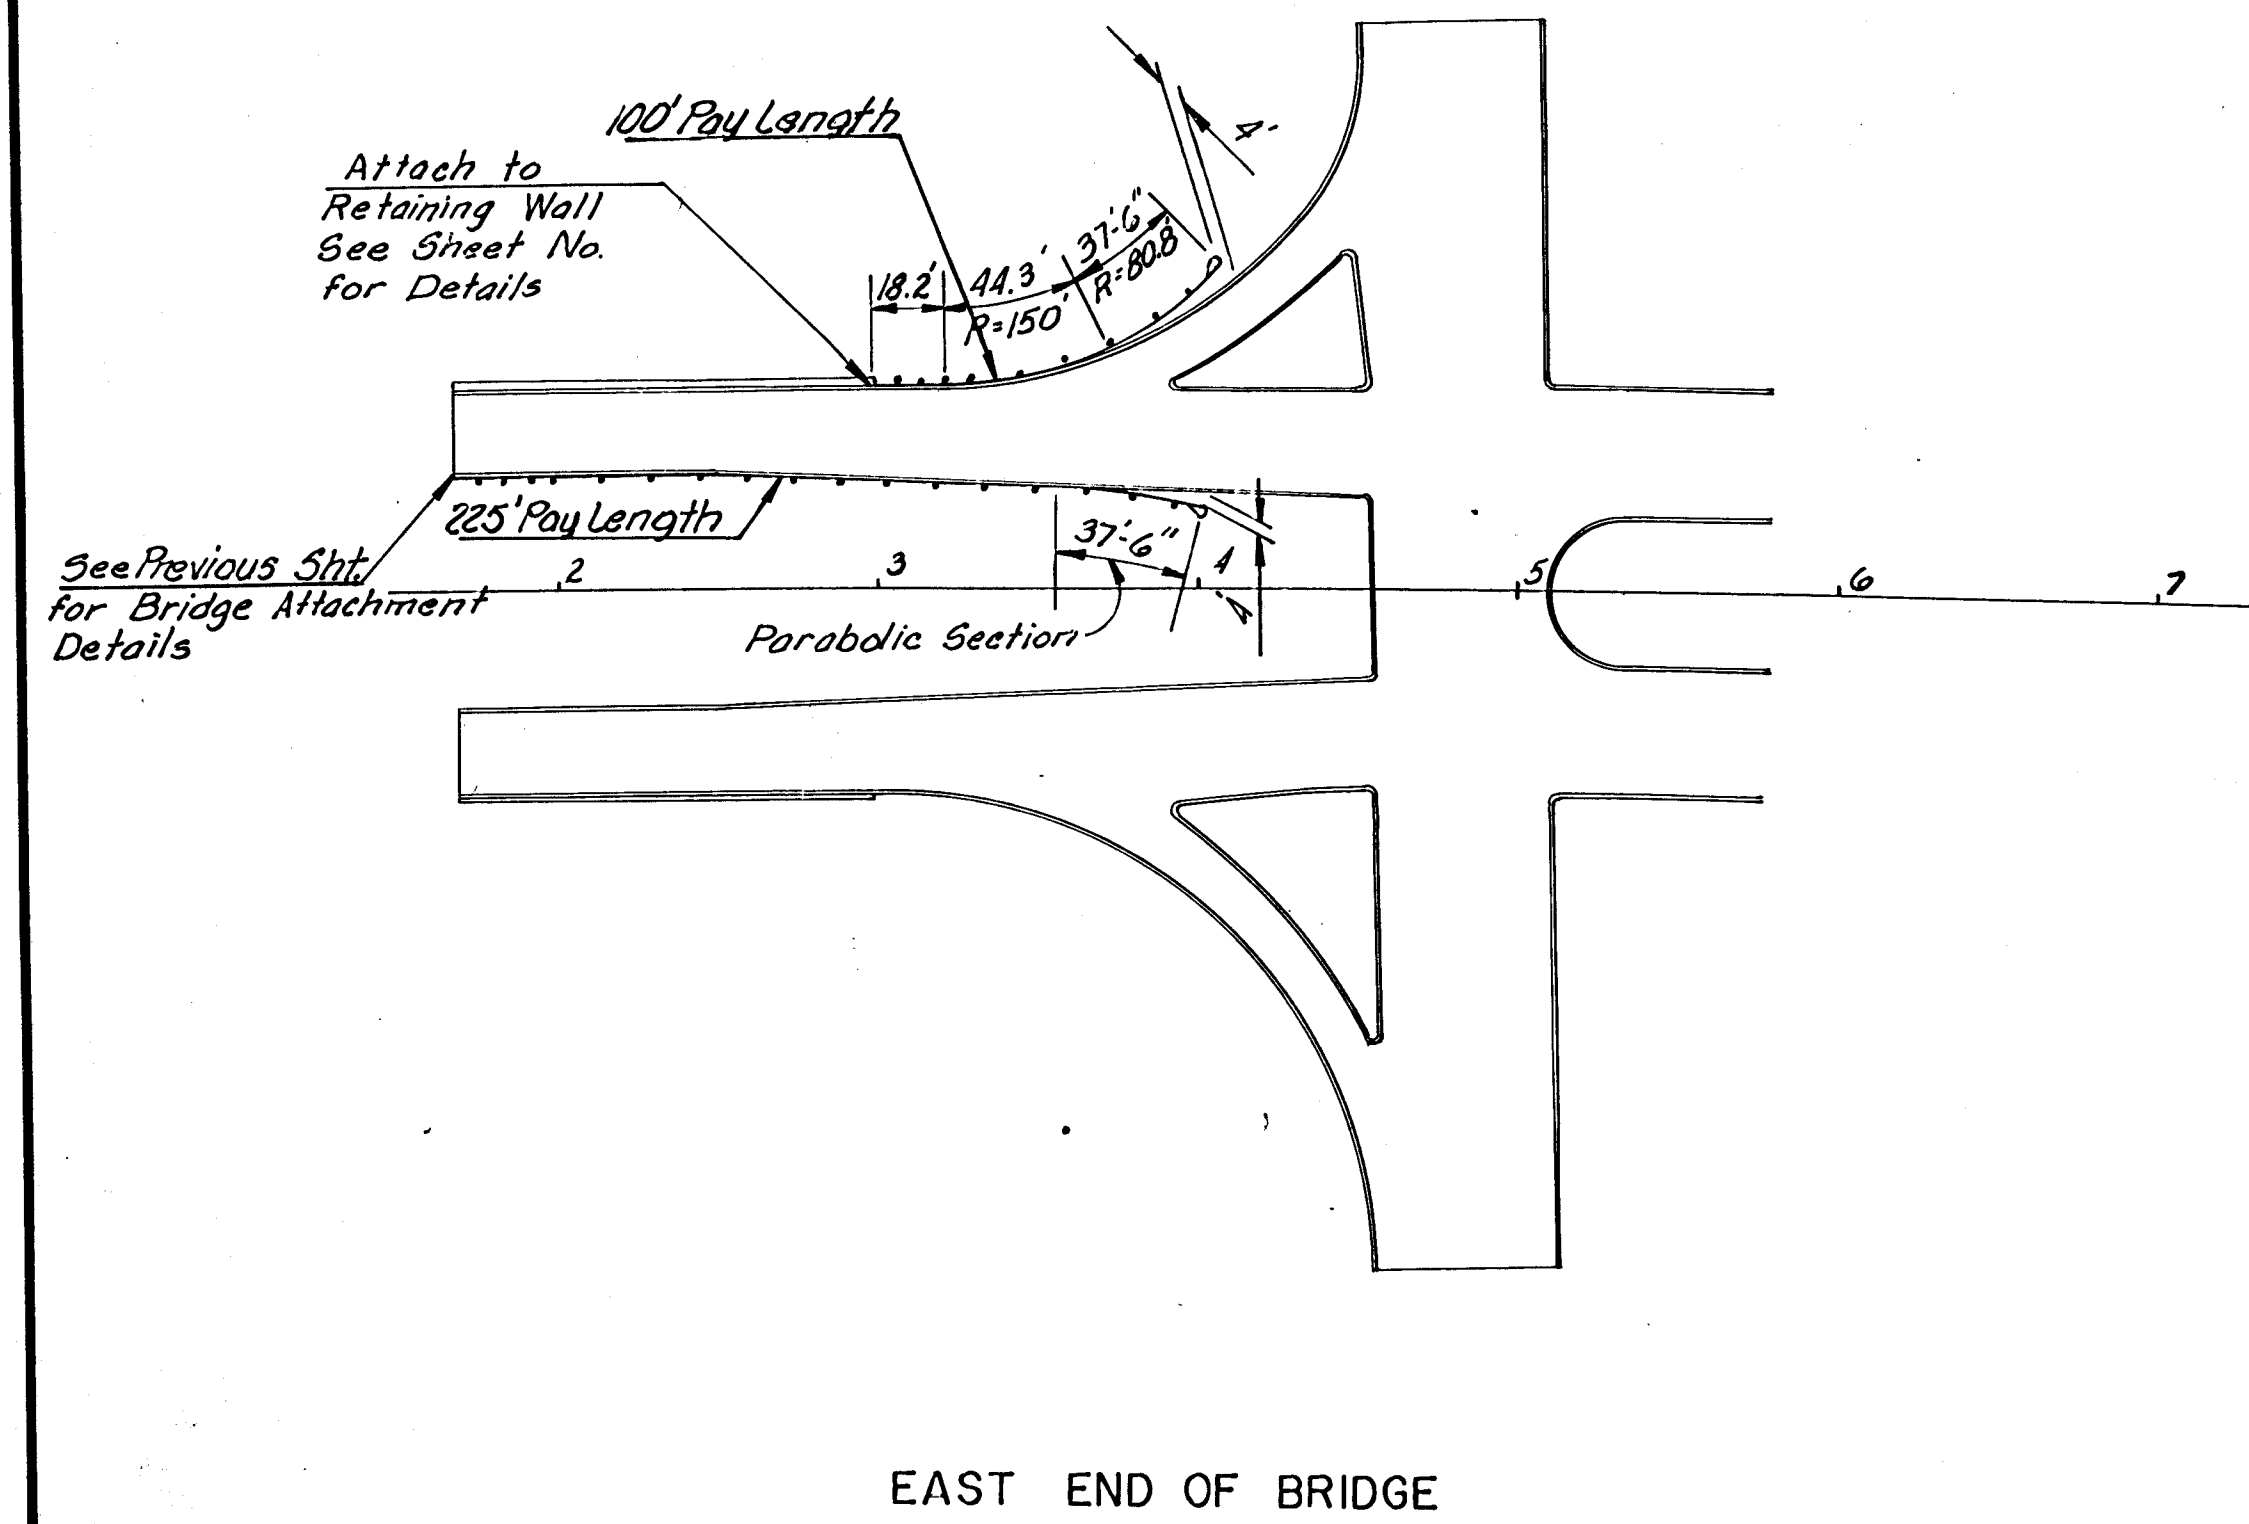 100' Pay Length
Attach to
Retaining Wall
See Sheet No.
for Details
4'
18.2'
44.3'
R=150'
37'-6"
R=80.8'
225' Pay Length
See Previous Sht.
for Bridge Attachment
Details
37'-6"
4'
Parabolic Section
2
3
4
5
6
7
EAST END OF BRIDGE